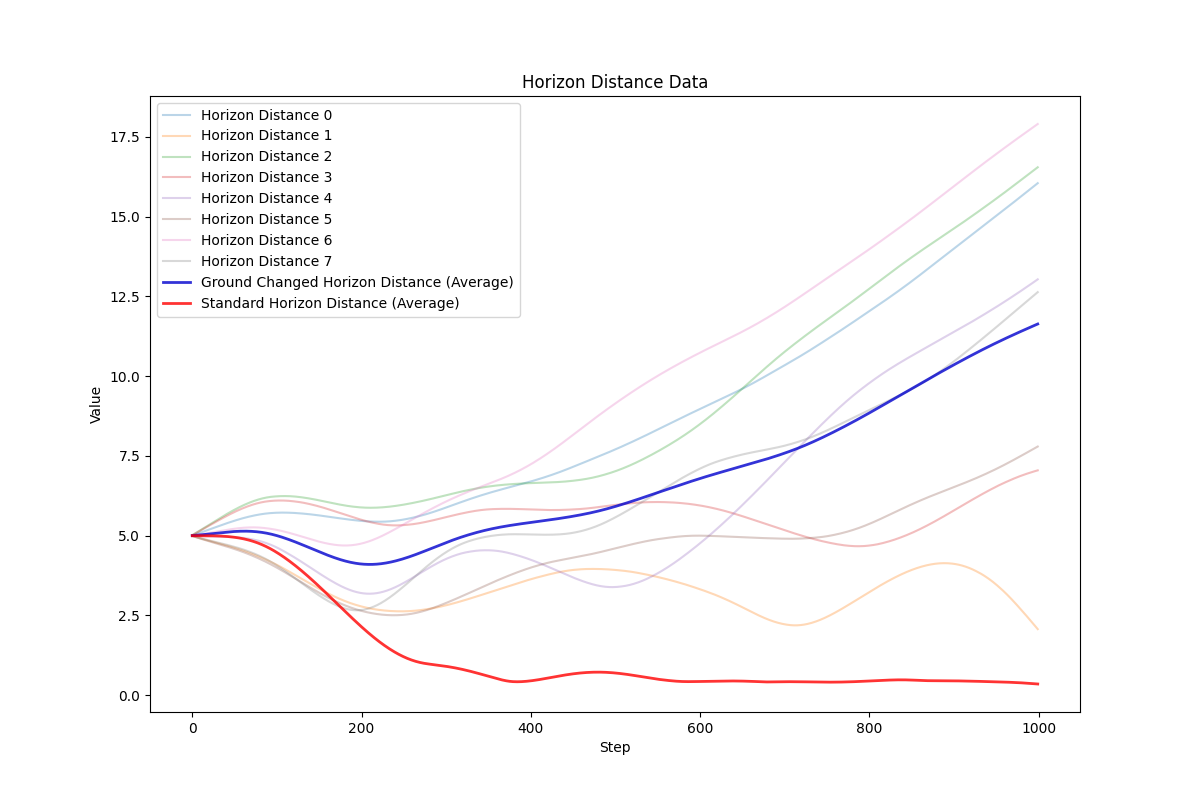 Horizon Distance Data
Horizon Distance 0
Horizon Distance 1
Horizon Distance 2
Horizon Distance 3
Horizon Distance 4
Horizon Distance 5
Horizon Distance 6
Horizon Distance 7
Ground Changed Horizon Distance (Average)
Standard Horizon Distance (Average)
17.5
15.0
12.5
10.0
7.5
5.0
2.5
0.0
Value
0 200 400 600 800 1000
Step